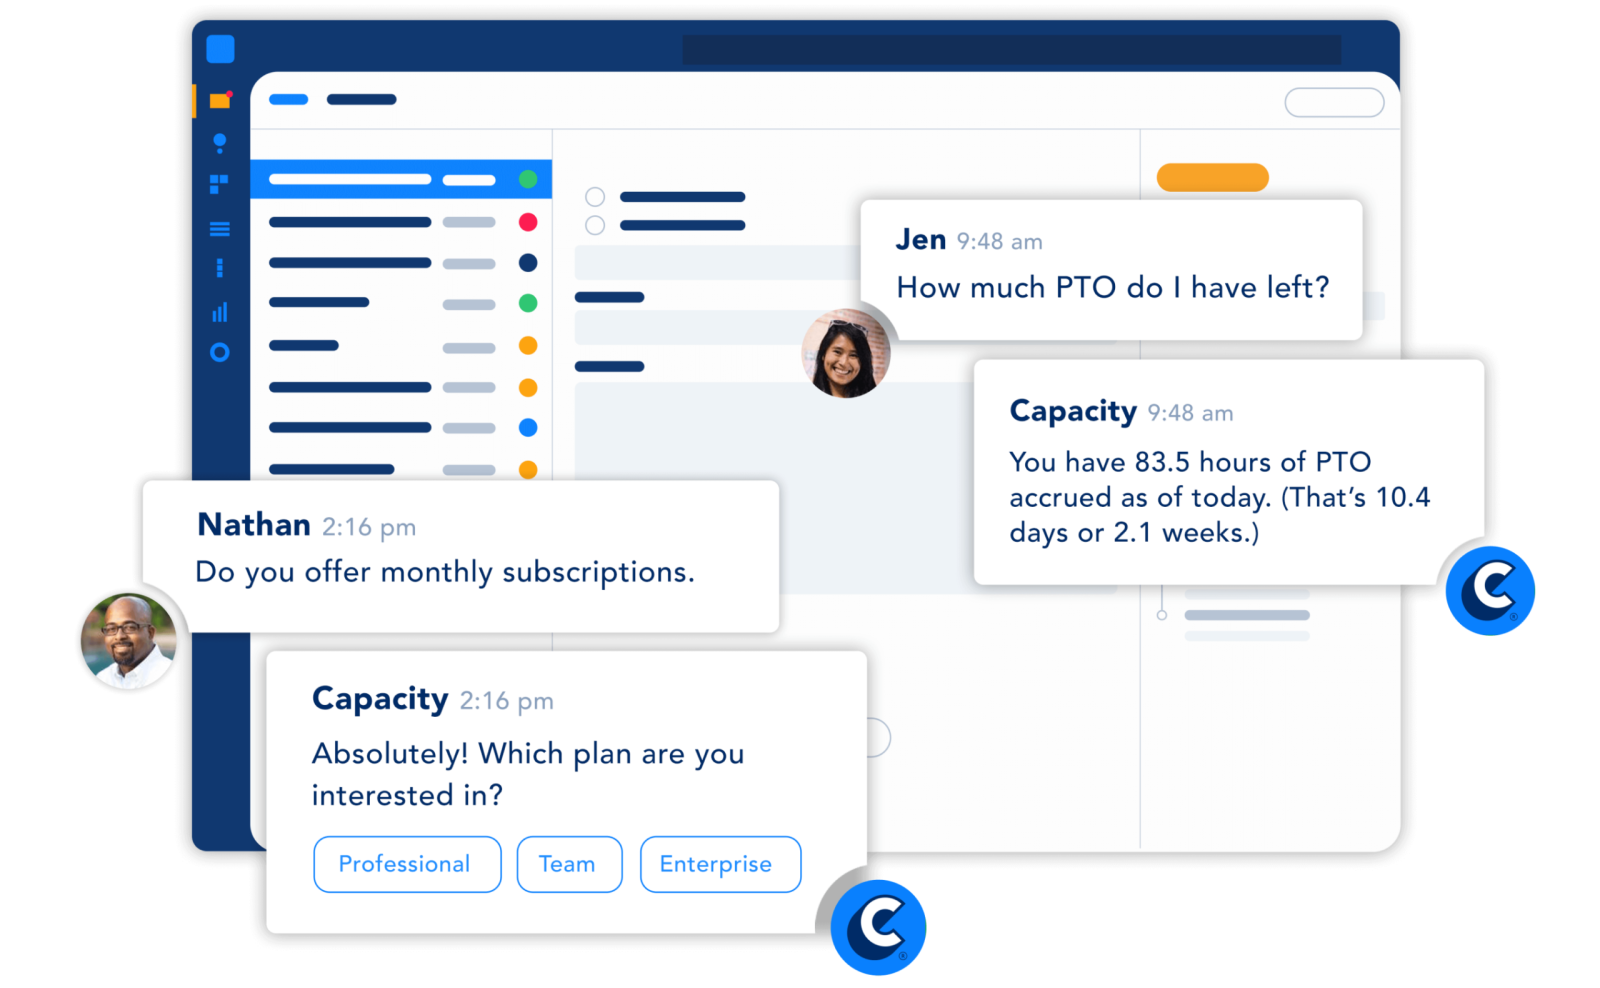 Jen 9:48 am
How much PTO do I have left?
Capacity 9:48 am
You have 83.5 hours of PTO
accrued as of today. (That's 10.4
days or 2.1 weeks.)
Nathan 2:16 pm
Do you offer monthly subscriptions.
Capacity 2:16 pm
Absolutely! Which plan are you
interested in?
Professional Team Enterprise